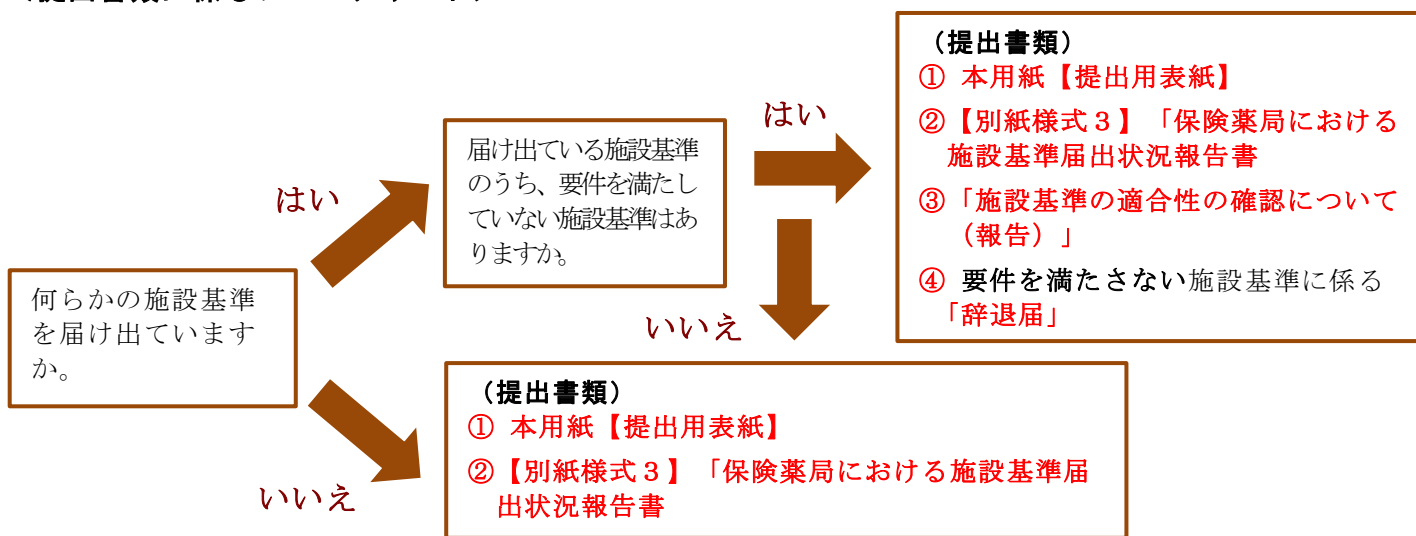 （提出書類）
① 本用紙【提出用表紙】
②【別紙様式３】「保険薬局における
施設基準届出状況報告書
③「施設基準の適合性の確認について
（報告）」
④ 要件を満たさない施設基準に係る
「辞退届」
はい
届け出ている施設基準
のうち、要件を満たし
ていない施設基準はあ
りますか。
はい
何らかの施設基準
を届け出ています
か。
いいえ
（提出書類）
① 本用紙【提出用表紙】
②【別紙様式３】「保険薬局における施設基準届
出状況報告書
いいえ